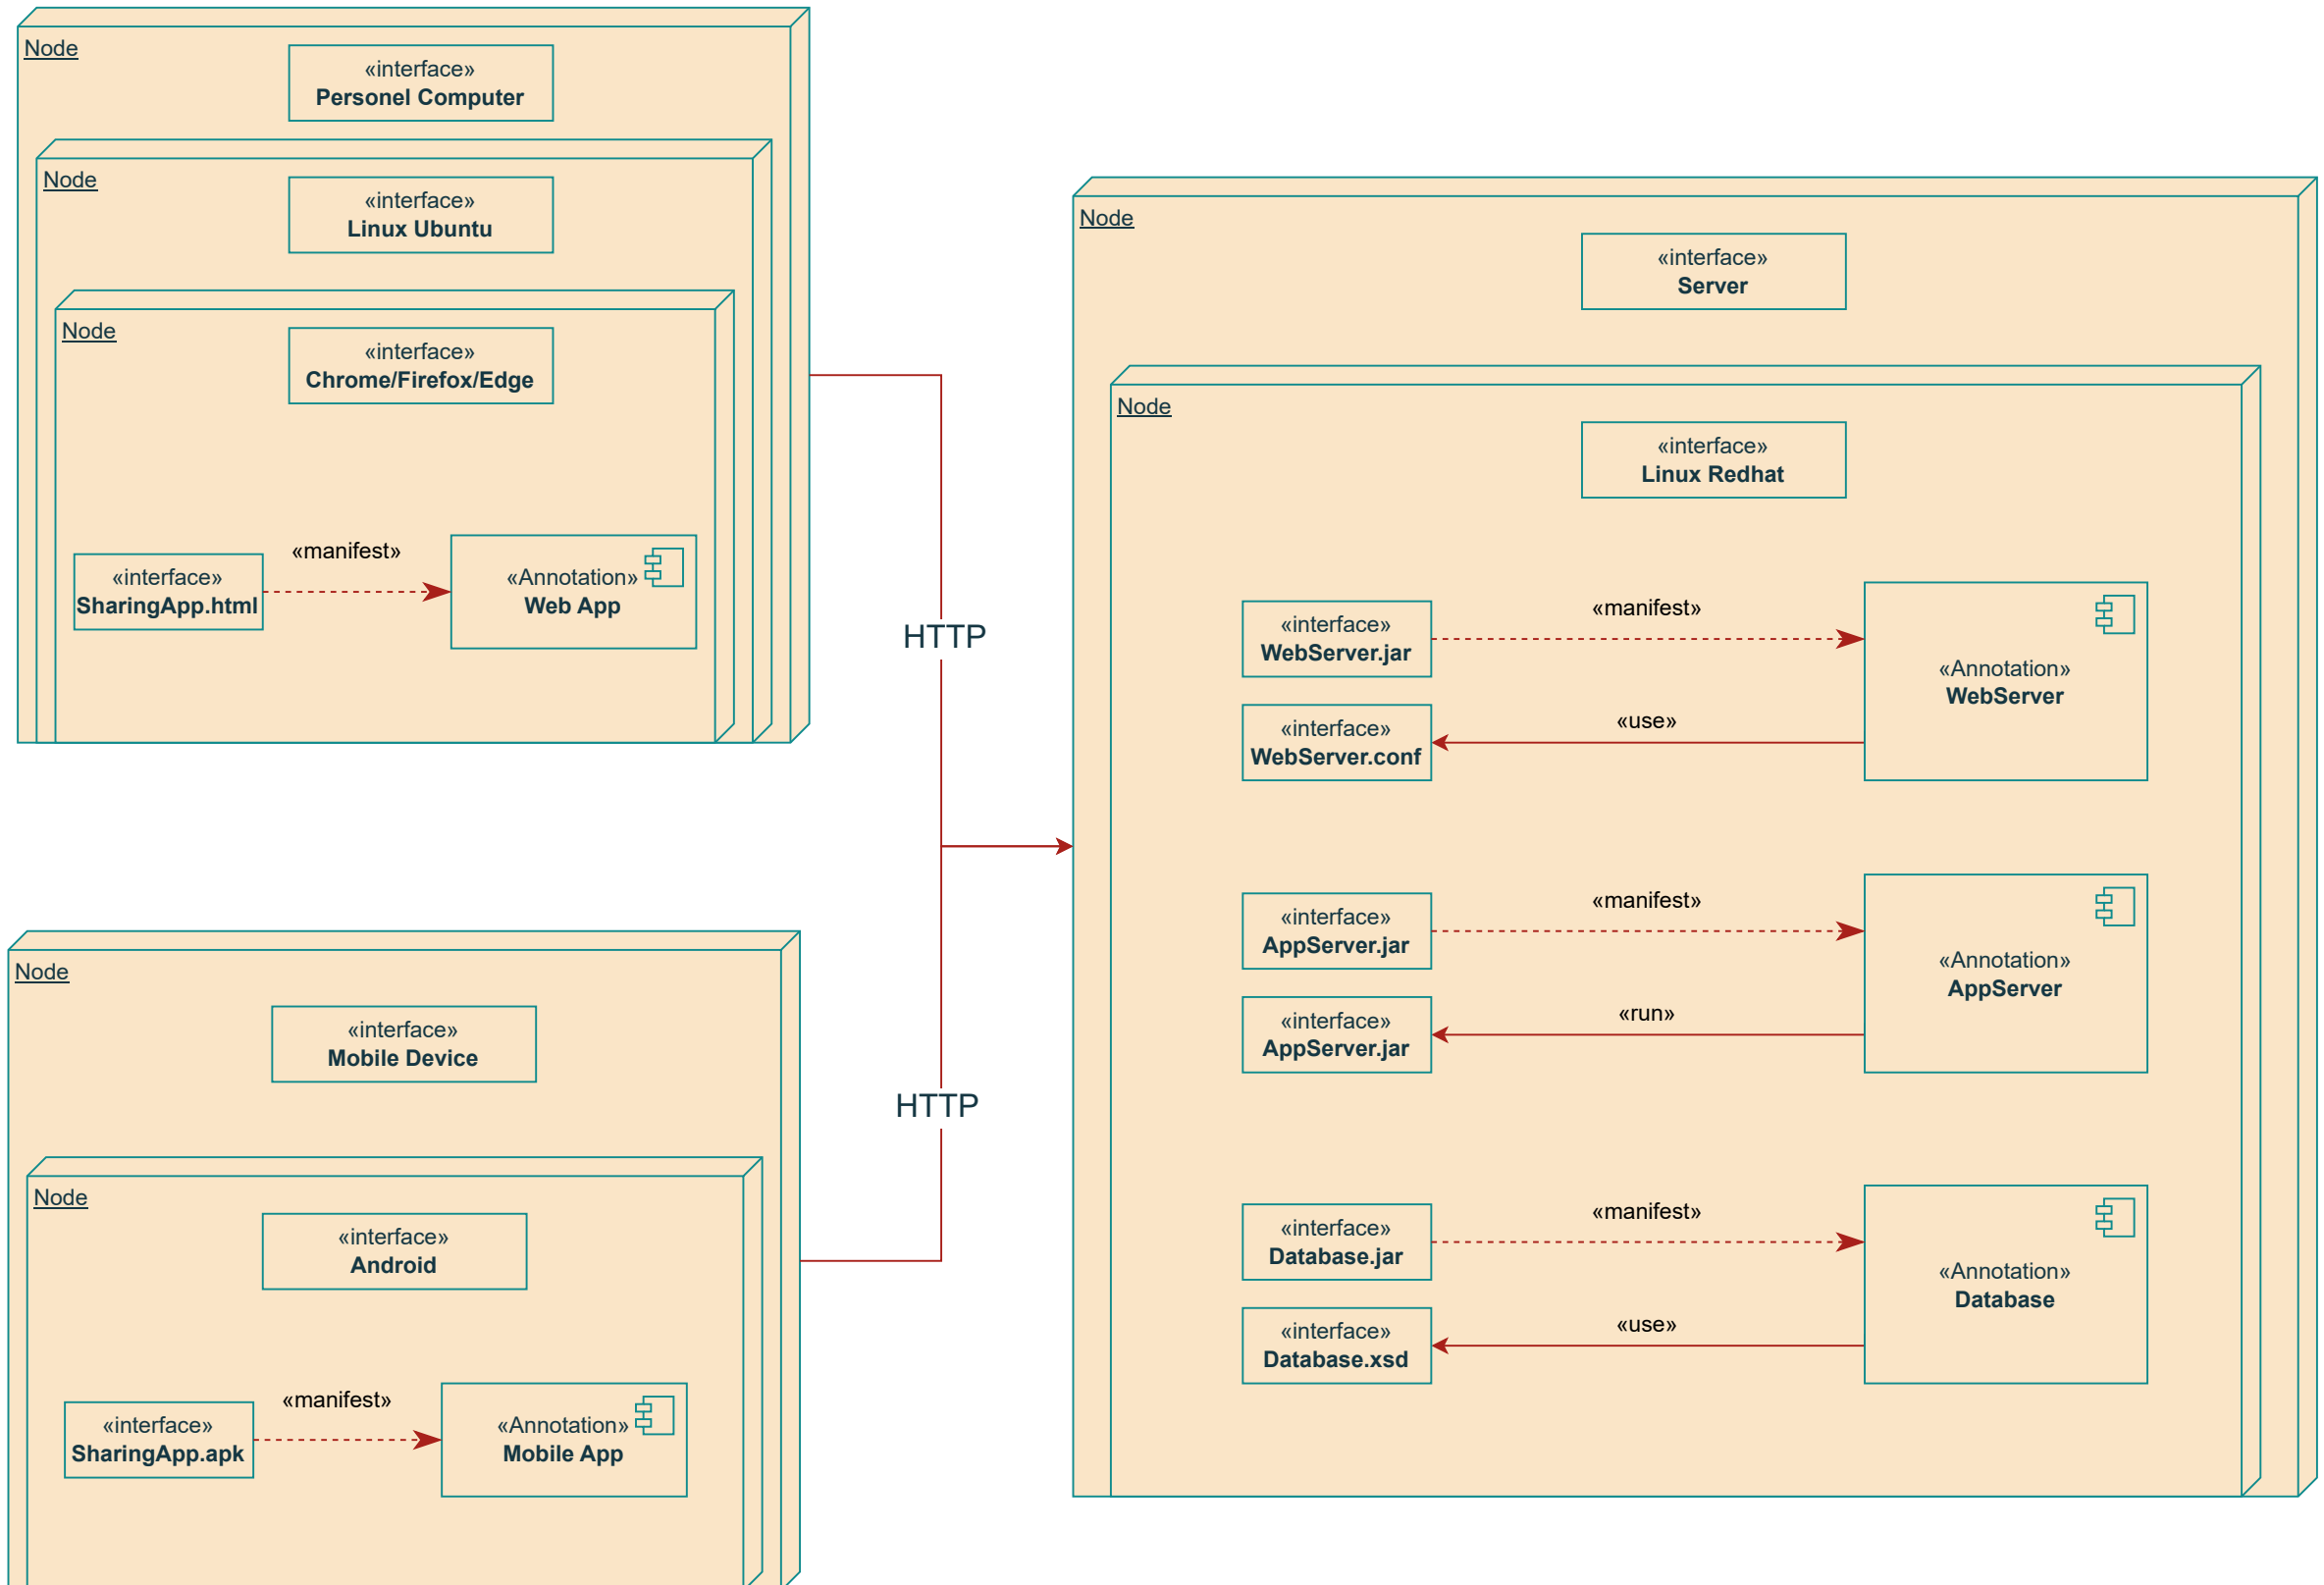 Node
«interface»
Personel Computer
Node
«interface»
Linux Ubuntu
Node
«interface»
Chrome/Firefox/Edge
«manifest»
«interface»
SharingApp.html
«Annotation»
Web App
HTTP
Node
«interface»
Mobile Device
Node
«interface»
Android
«manifest»
«interface»
SharingApp.apk
«Annotation»
Mobile App
HTTP
Node
«interface»
Server
Node
«interface»
Linux Redhat
«interface»
WebServer.jar
«manifest»
«Annotation»
WebServer
«interface»
WebServer.conf
«use»
«interface»
AppServer.jar
«manifest»
«Annotation»
AppServer
«interface»
AppServer.jar
«run»
«interface»
Database.jar
«manifest»
«Annotation»
Database
«interface»
Database.xsd
«use»